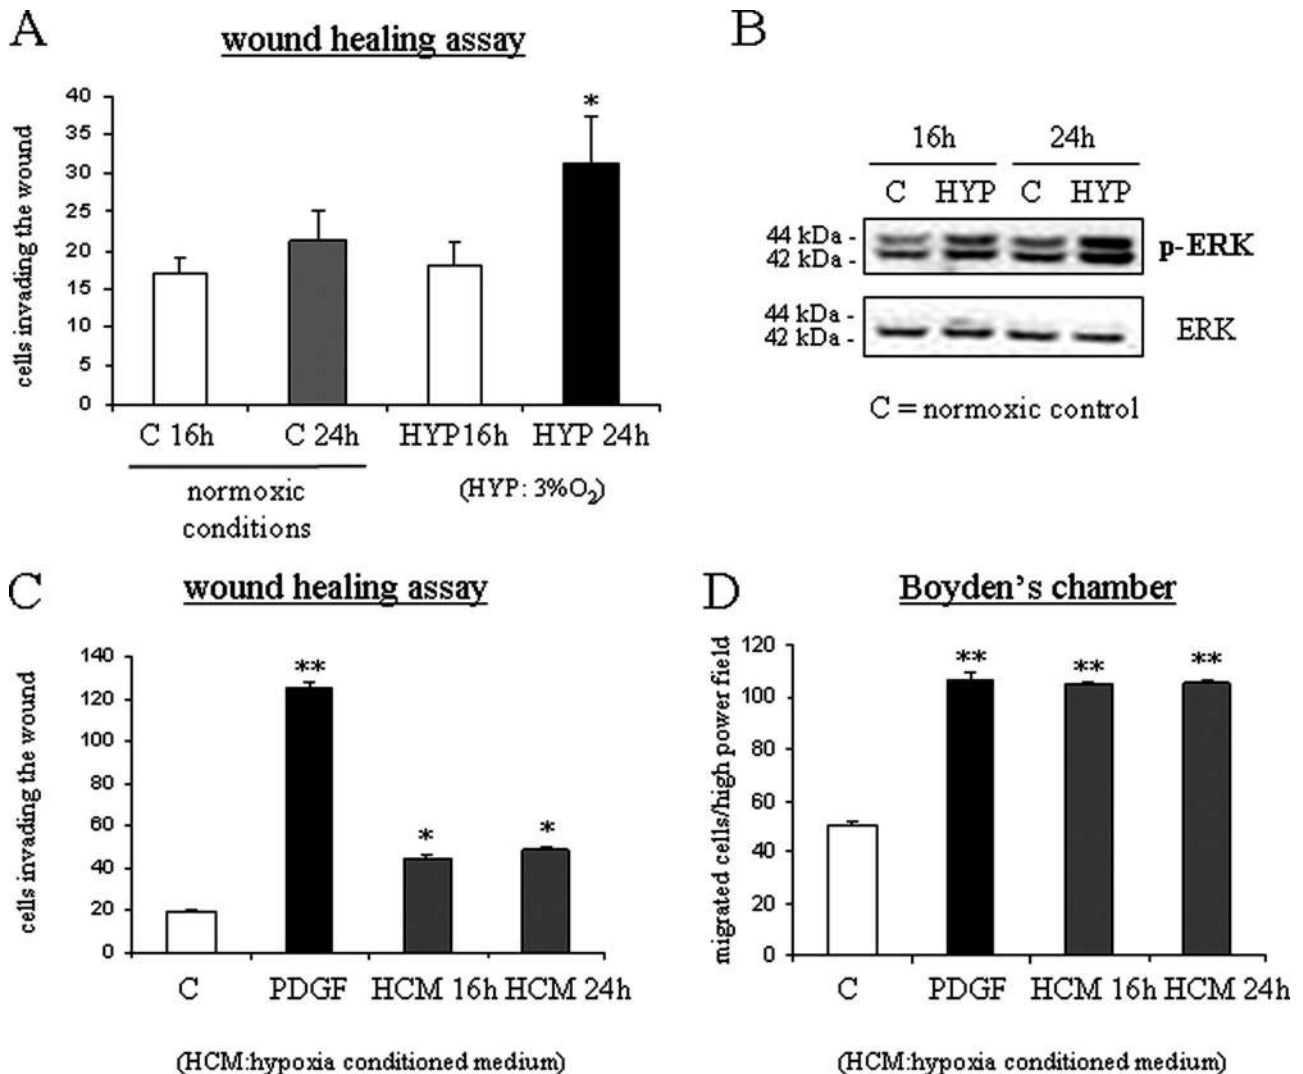 A
wound healing assay
cells invading the wound
40
35
30
25
20
15
10
5
0
*
C 16h
C 24h
HYP16h
HYP 24h
normoxic
conditions
(HYP: 3%O₂)
B
16h
24h
C
HYP
C
HYP
44 kDa -
42 kDa -
p-ERK
44 kDa -
42 kDa -
ERK
C = normoxic control
C
wound healing assay
cells invading the wound
140
120
100
80
60
40
20
0
**
*
*
C
PDGF
HCM 16h
HCM 24h
(HCM:hypoxia conditioned medium)
D
Boyden’s chamber
migrated cells/high power field
120
100
80
60
40
20
0
**
**
**
C
PDGF
HCM 16h
HCM 24h
(HCM:hypoxia conditioned medium)